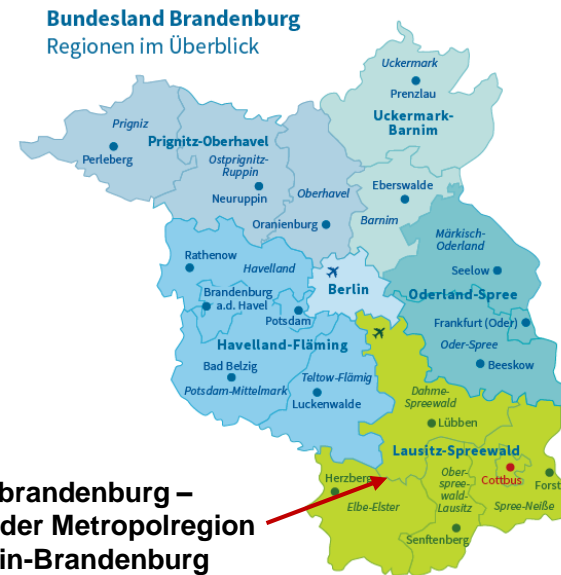 Bundesland Brandenburg
Regionen im Überblick
Uckermark
Prenzlau
Uckermark-
Barnim
Prigniz
Perleberg
Prignitz-Oberhavel
Ostprignitz-
Ruppin
Neuruppin
Oberhavel
Oranienburg
Eberswalde
Barnim
Märkisch-
Oderland
Seelow
Rathenow
Havelland
Berlin
Oderland-Spree
Brandenburg
a.d. Havel
Potsdam
Frankfurt (Oder)
Havelland-Fläming
Oder-Spree
Beeskow
Bad Belzig
Potsdam-Mittelmark
Teltow-Flämig
Luckenwalde
Dahme-
Spreewald
Lübben
Lausitz-Spreewald
Herzberg
Elbe-Elster
Ober-
spree-
wald-
Lausitz
Cottbus
Forst
Spree-Neiße
Senftenberg
brandenburg –
der Metropolregion
in-Brandenburg